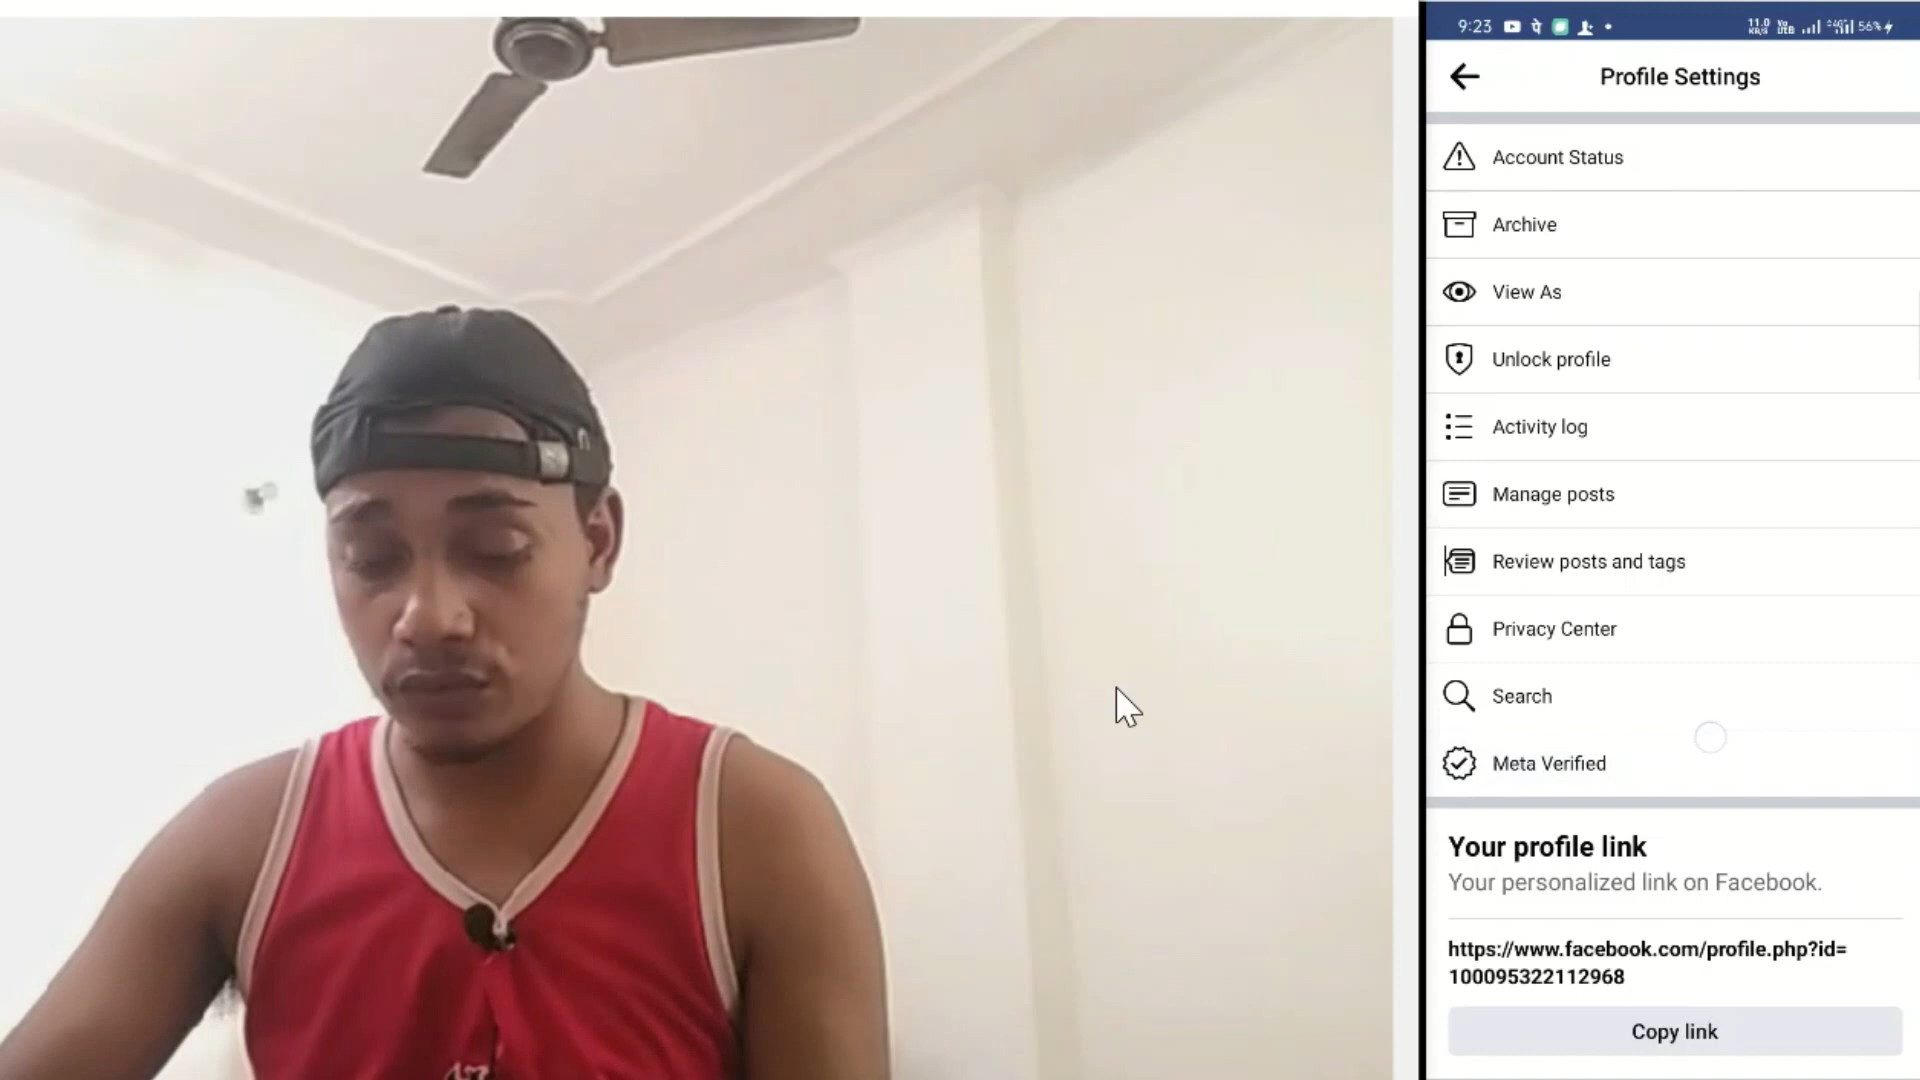 9:23
56%
Profile Settings
Account Status
Archive
View As
Unlock profile
Activity log
Manage posts
Review posts and tags
Privacy Center
Search
Meta Verified
Your profile link
Your personalized link on Facebook.
https://www.facebook.com/profile.php?id=
100095322112968
Copy link